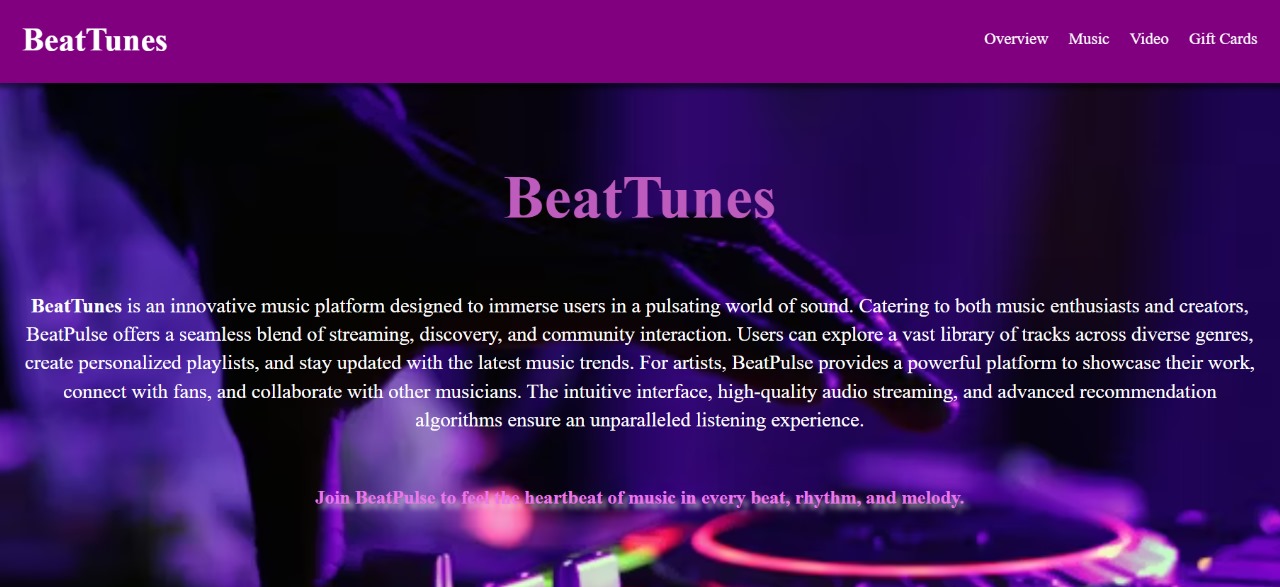 BeatTunes
Overview Music Video Gift Cards
BeatTunes
BeatTunes is an innovative music platform designed to immerse users in a pulsating world of sound. Catering to both music enthusiasts and creators,
BeatPulse offers a seamless blend of streaming, discovery, and community interaction. Users can explore a vast library of tracks across diverse genres,
create personalized playlists, and stay updated with the latest music trends. For artists, BeatPulse provides a powerful platform to showcase their work,
connect with fans, and collaborate with other musicians. The intuitive interface, high-quality audio streaming, and advanced recommendation
algorithms ensure an unparalleled listening experience.
Join BeatPulse to feel the heartbeat of music in every beat, rhythm, and melody.